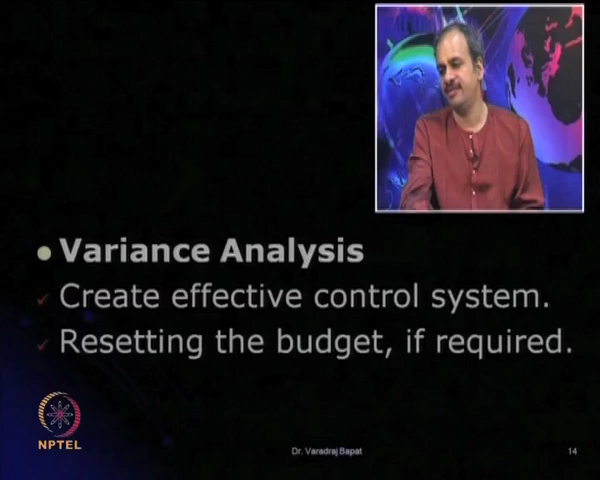 Variance Analysis
Create effective control system.
Resetting the budget, if required.
NPTEL
Dr. Varadraj Bapat
14